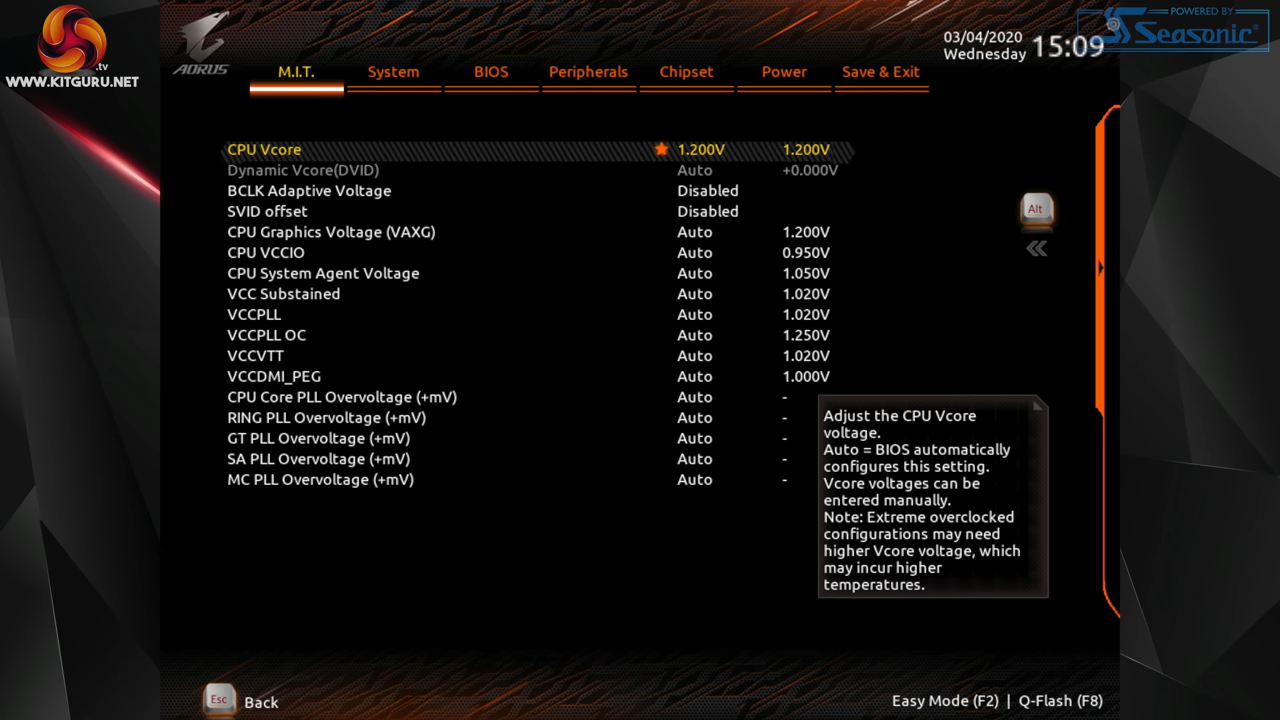 .tv
WWW.KITGURU.NET
AORUS
03/04/2020
Wednesday
15:09
POWERED BY
Seasonic®
M.I.T.
System
BIOS
Peripherals
Chipset
Power
Save & Exit
CPU Vcore 1.200V 1.200V
Dynamic Vcore(DVID) Auto +0.000V
BCLK Adaptive Voltage Disabled
SVID offset Disabled
CPU Graphics Voltage (VAXG) Auto 1.200V
CPU VCCIO Auto 0.950V
CPU System Agent Voltage Auto 1.050V
VCC Substained Auto 1.020V
VCCPLL Auto 1.020V
VCCPLL OC Auto 1.250V
VCCVTT Auto 1.020V
VCCDMI_PEG Auto 1.000V
CPU Core PLL Overvoltage (+mV) Auto -
RING PLL Overvoltage (+mV) Auto -
GT PLL Overvoltage (+mV) Auto -
SA PLL Overvoltage (+mV) Auto -
MC PLL Overvoltage (+mV) Auto -
Alt
Adjust the CPU Vcore
voltage.
Auto = BIOS automatically
configures this setting.
Vcore voltages can be
entered manually.
Note: Extreme overclocked
configurations may need
higher Vcore voltage, which
may incur higher
temperatures.
Esc Back
Easy Mode (F2) | Q-Flash (F8)